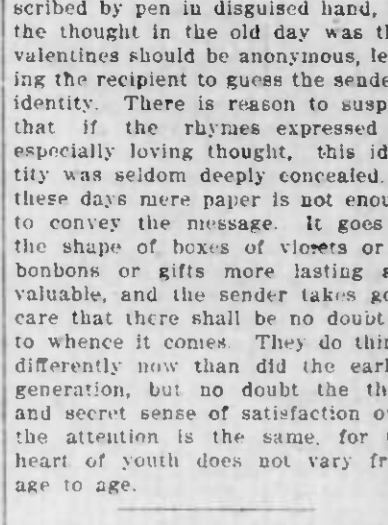 scribed by pen in disguised hand,
the thought in the old day was th
valentines should be anonymous, le
ing the recipient to guess the sende
identity. There is reason to susp
that if the rhymes expressed
especially loving thought, this id
tity was seldom deeply concealed.
these days mere paper is not enou
to convey the message. It goes
the shape of boxes of violets or
bonbons or gifts more lasting a
valuable, and the sender takes go
care that there shall be no doubt
to whence it comes. They do thin
differently now than did the earl
generation, but no doubt the th
and secret sense of satisfaction o
the attention is the same, for
heart of youth does not vary fr
age to age.